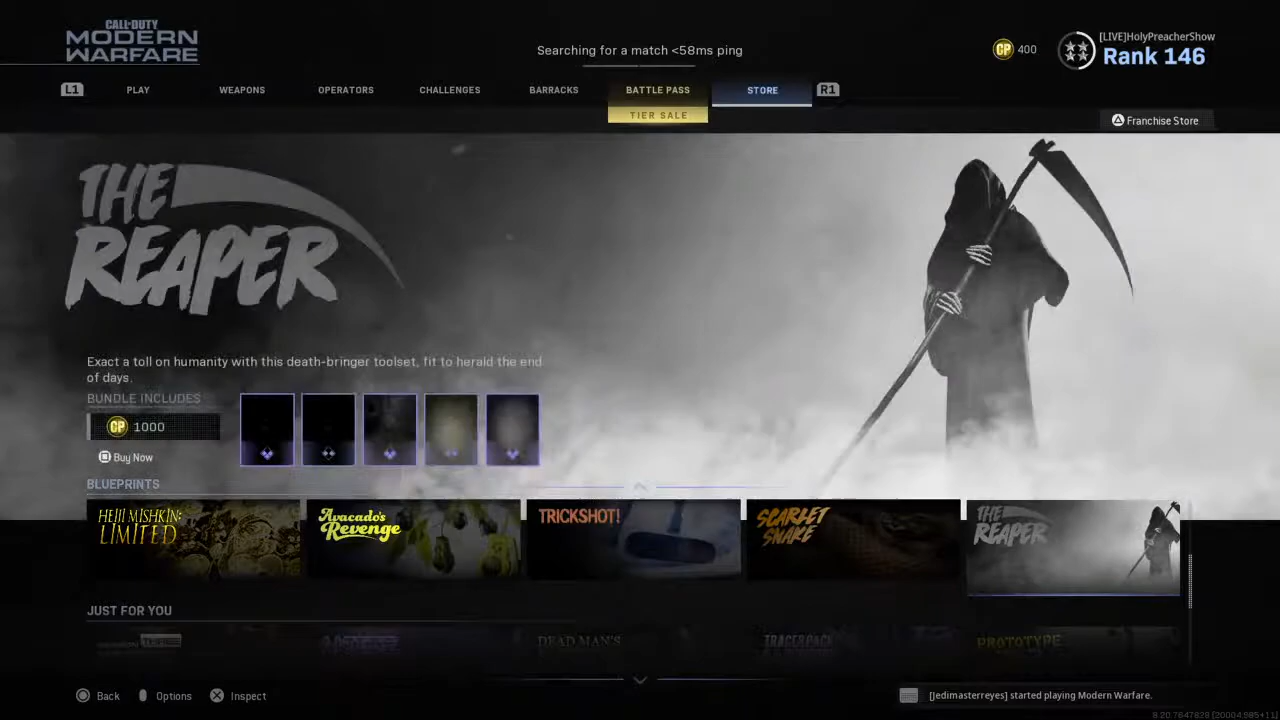 CALL·DUTY
MODERN
WARFARE
Searching for a match <58ms ping
CP 400
[LIVE]HolyPreacherShow
Rank 146
L1
PLAY
WEAPONS
OPERATORS
CHALLENGES
BARRACKS
BATTLE PASS
STORE
R1
TIER SALE
Franchise Store
THE
REAPER
Exact a toll on humanity with this death-bringer toolset, fit to herald the end
of days.
BUNDLE INCLUDES
CP 1000
Buy Now
BLUEPRINTS
HEIJI MISHKIN:
LIMITED
Avacado's
Revenge
TRICKSHOT!
SCARLET
SNAKE
THE
REAPER
JUST FOR YOU
DEAD MAN'S
TRACER PACK
PROTOTYPE
Back
Options
Inspect
[Jedimasterreyes] started playing Modern Warfare.